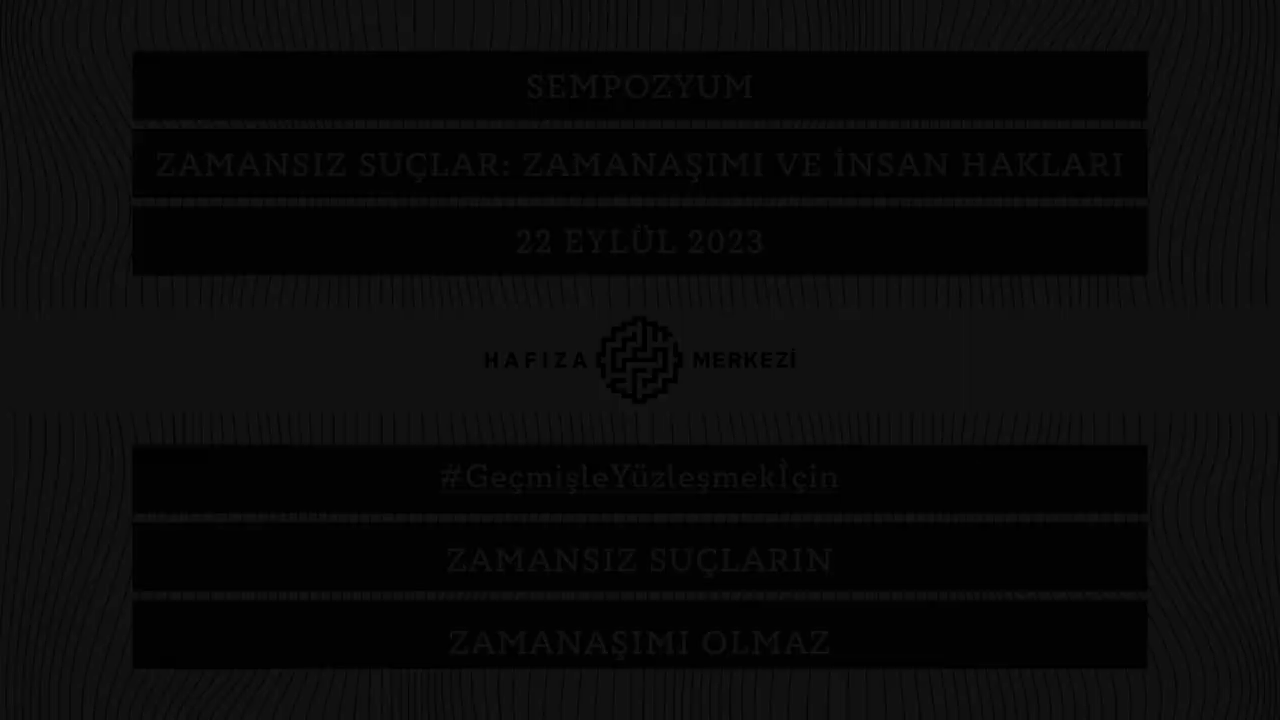 SEMPOZYUM
ZAMANSIZ SUÇLAR: ZAMANAŞIMI VE İNSAN HAKLARI
22 EYLÜL 2023
HAFIZA MERKEZİ
#GeçmişleYüzleşmekİçin
ZAMANSIZ SUÇLARIN
ZAMANAŞIMI OLMAZ